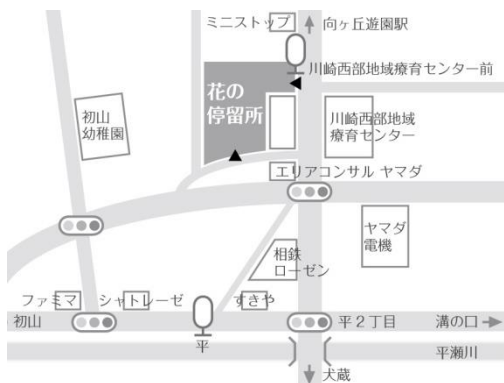 ミニストップ
向ヶ丘遊園駅
川崎西部地域療育センター前
花の
停留所
初山
幼稚園
川崎西部地域
療育センター
エリアコンサル ヤマダ
ヤマダ
電機
相鉄
ローゼン
ファミマ
シャトレーゼ
すきや
初山
平
平2丁目
溝の口
平瀬川
犬蔵